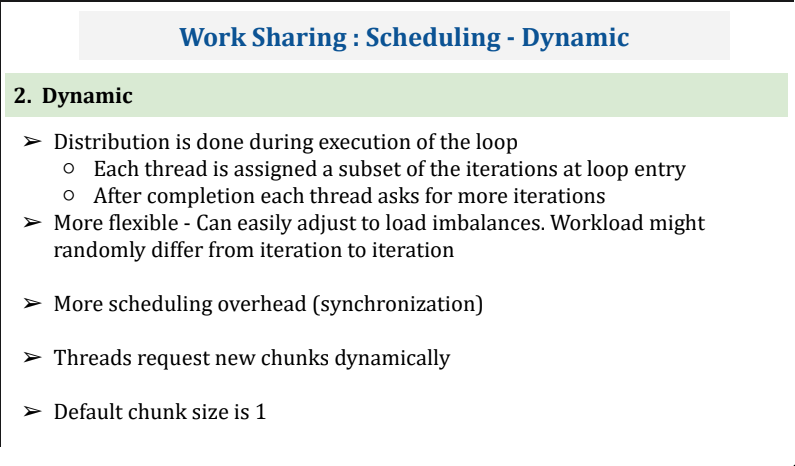 Work Sharing : Scheduling - Dynamic
2. Dynamic
➢ Distribution is done during execution of the loop
○ Each thread is assigned a subset of the iterations at loop entry
○ After completion each thread asks for more iterations
➢ More flexible - Can easily adjust to load imbalances. Workload might
randomly differ from iteration to iteration
➢ More scheduling overhead (synchronization)
➢ Threads request new chunks dynamically
➢ Default chunk size is 1